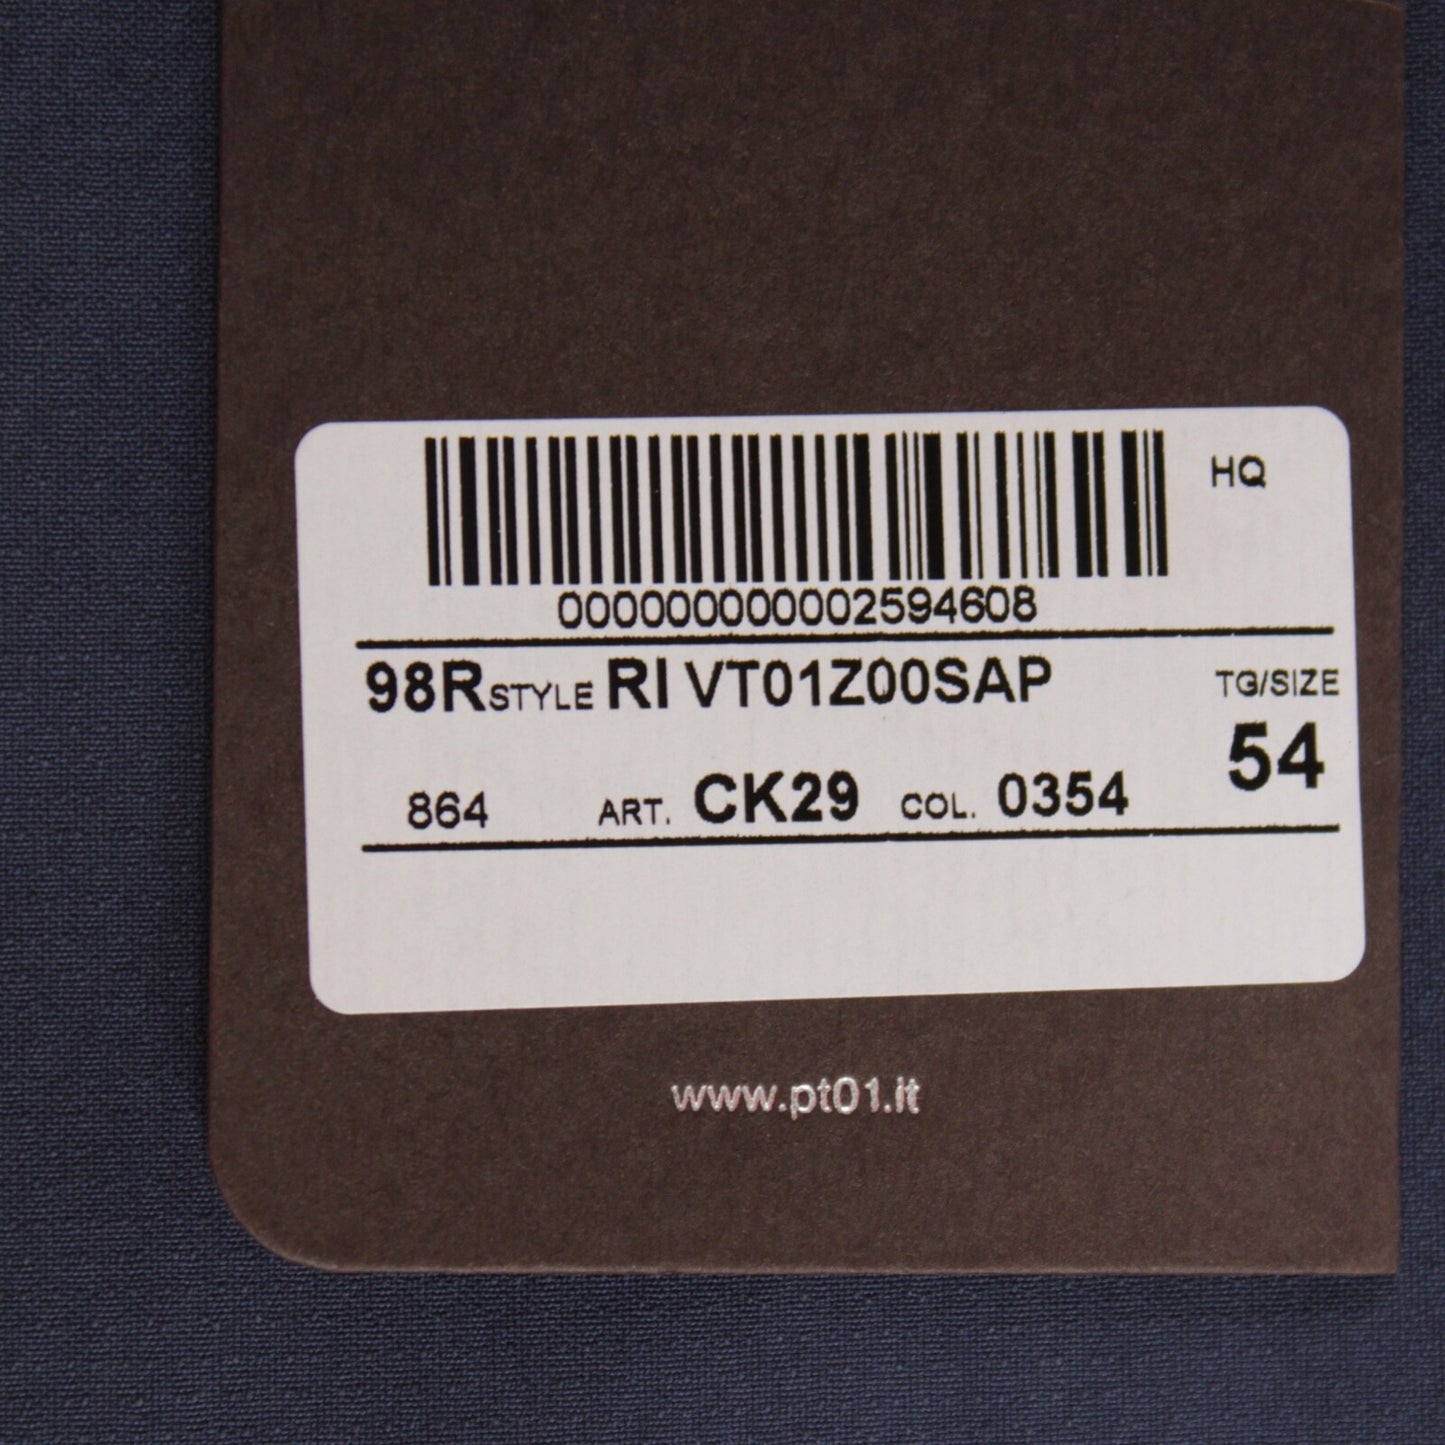 HQ
000000000002594608
98R STYLE RI VT01Z00SAP
TG/SIZE
54
864 ART. CK29 COL. 0354
www.pt01.it